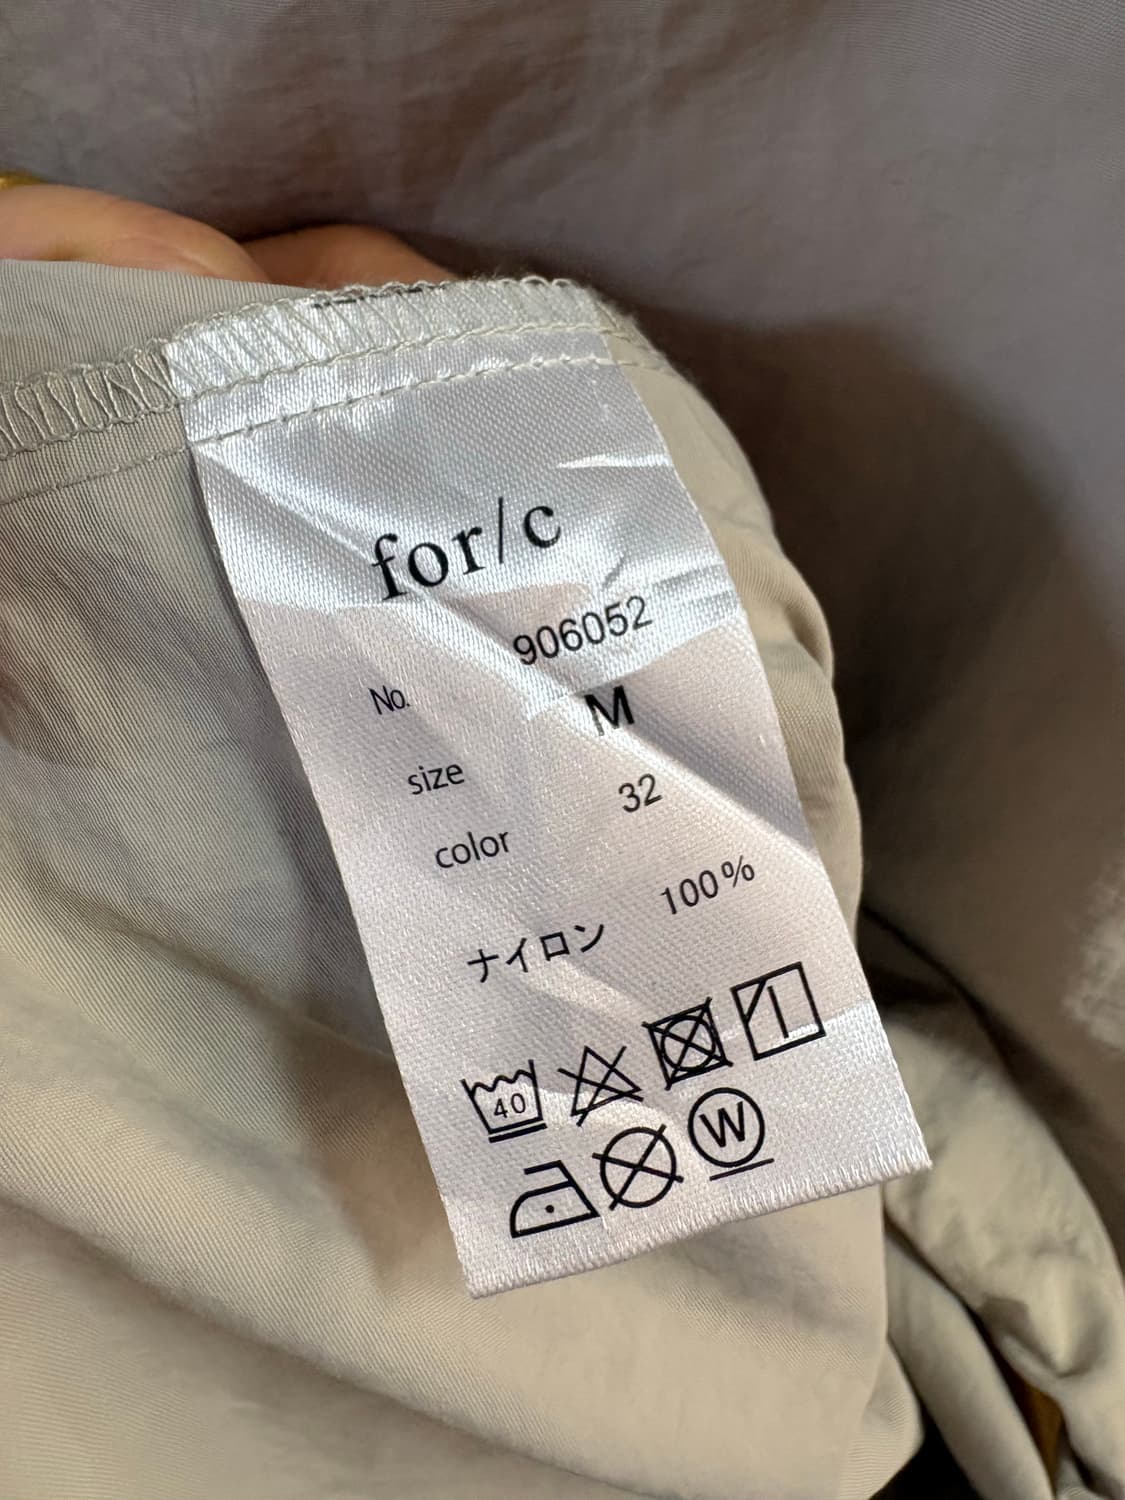 for/c
No. 906052
size M
color 32
ナイロン 100%
40
W